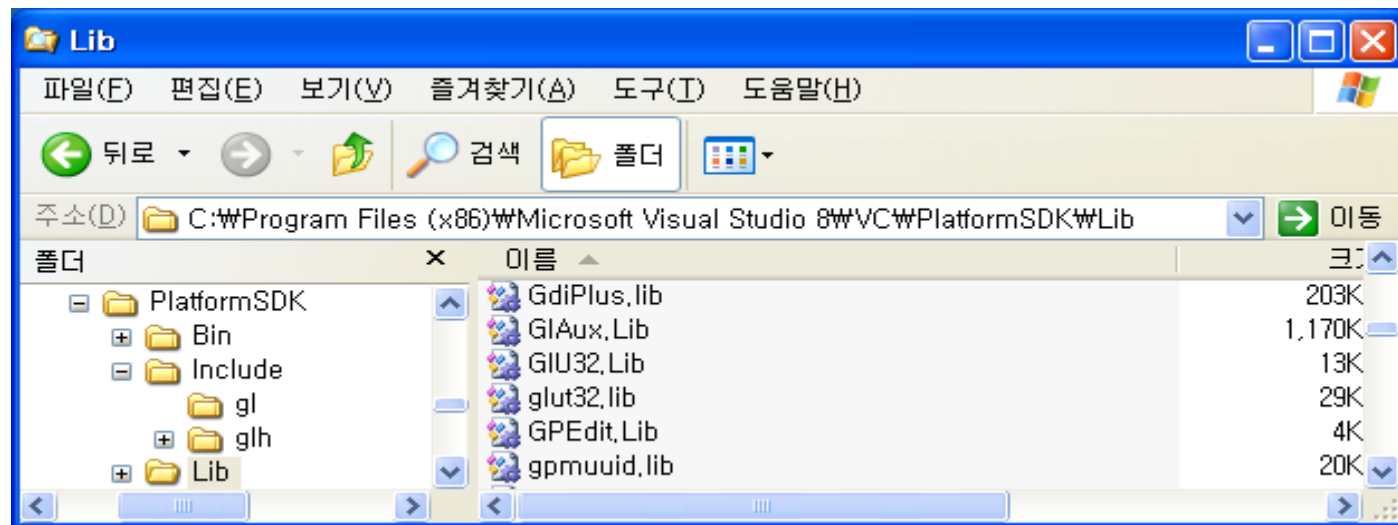 Lib
파일(F) 편집(E) 보기(V) 즐겨찾기(A) 도구(T) 도움말(H)
뒤로 검색 폴더
주소(D) C:₩Program Files (x86)₩Microsoft Visual Studio 8₩VC₩PlatformSDK₩Lib 이동
폴더 이름
PlatformSDK GdiPlus.lib 203K
Bin GlAux.Lib 1,170K
Include GlU32.Lib 13K
gl glut32.lib 29K
glh GPEdit.Lib 4K
Lib gpmuuid.lib 20K